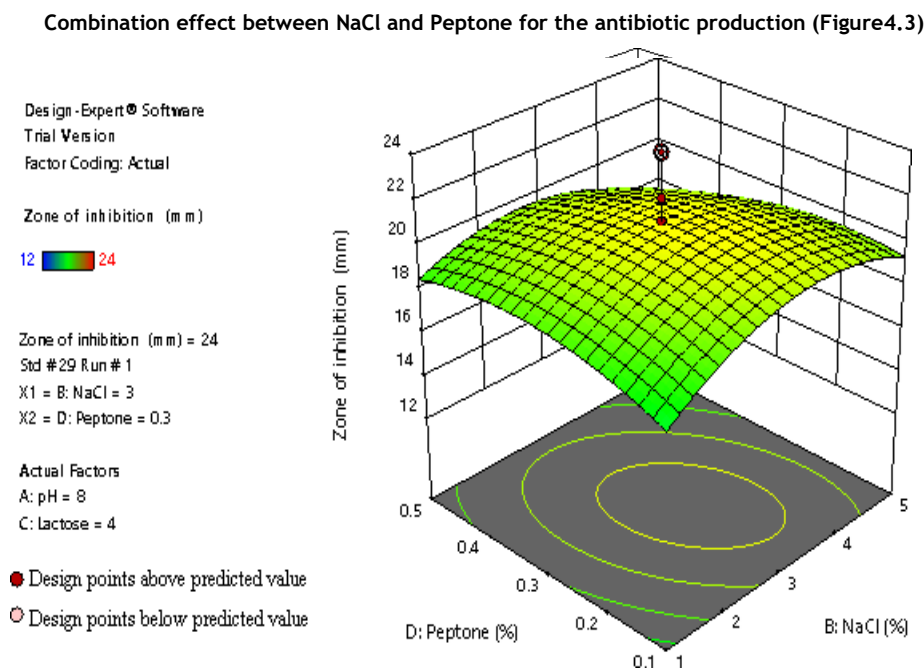 Combination effect between NaCl and Peptone for the antibiotic production (Figure4.3)
Design-Expert® Software
Trial Version
Factor Coding: Actual
Zone of inhibition (mm)
12 24
Zone of inhibition (mm) = 24
Std # 29 Run # 1
X1 = B: NaCl = 3
X2 = D: Peptone = 0.3
Actual Factors
A: pH = 8
C: Lactose = 4
Design points above predicted value
Design points below predicted value
Zone of inhibition (mm)
24
22
20
18
16
14
12
0.5
0.4
0.3
0.2
0.1
D: Peptone (%)
1
2
3
4
5
B: NaCl (%)